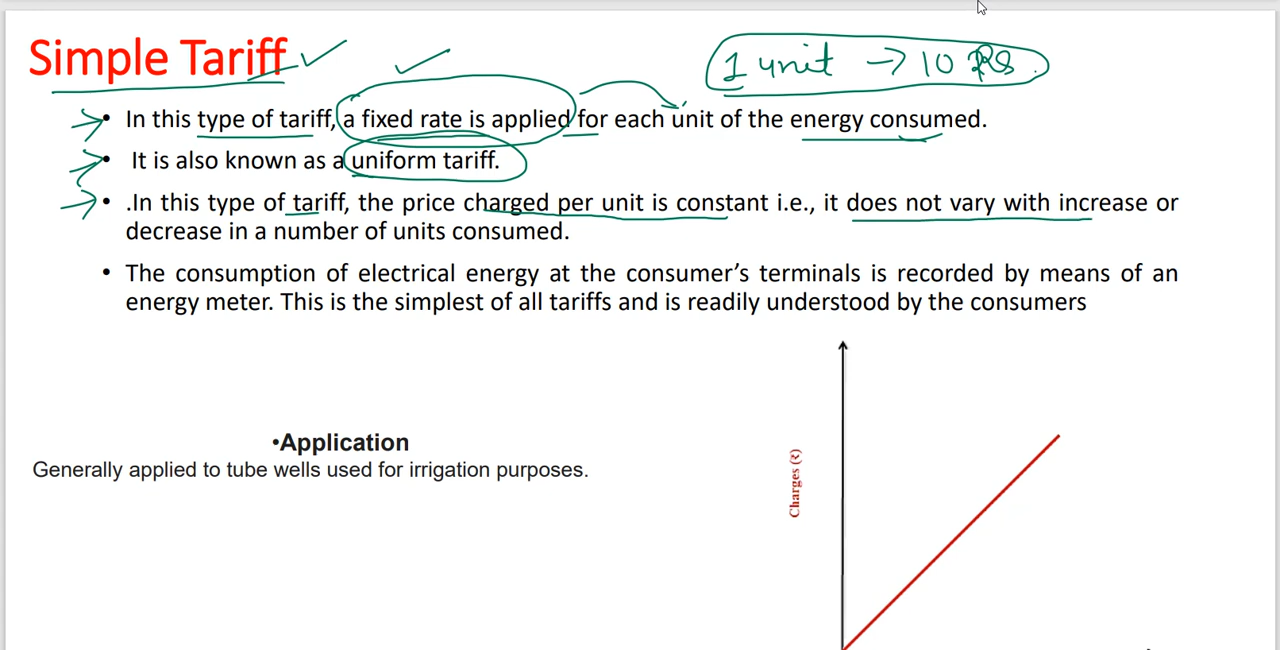 Simple Tariff
1 unit → 10 Rs.
• In this type of tariff, a fixed rate is applied for each unit of the energy consumed.
• It is also known as a uniform tariff.
• .In this type of tariff, the price charged per unit is constant i.e., it does not vary with increase or
decrease in a number of units consumed.
• The consumption of electrical energy at the consumer’s terminals is recorded by means of an
energy meter. This is the simplest of all tariffs and is readily understood by the consumers
•Application
Generally applied to tube wells used for irrigation purposes.
Charges (₹)